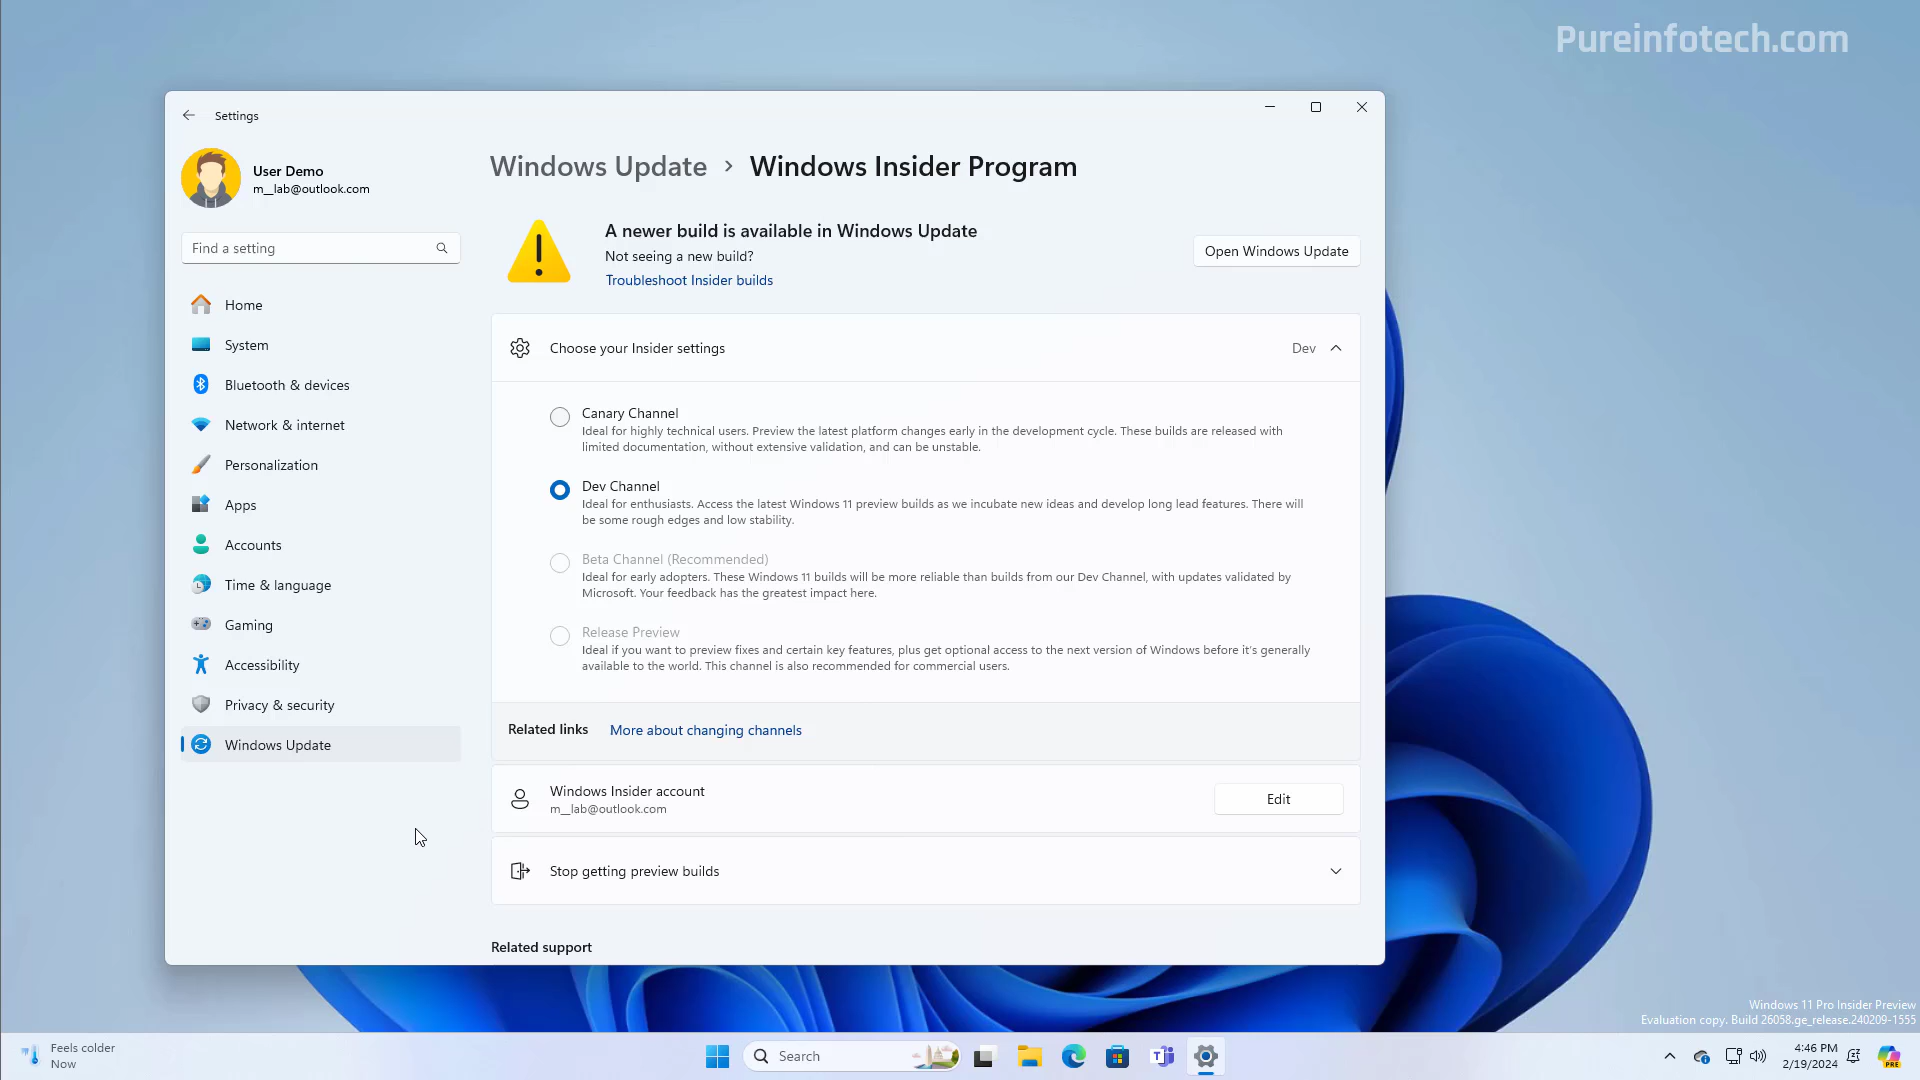 Pureinfotech.com
Settings
User Demo
m__lab@outlook.com
Find a setting
Home
System
Bluetooth & devices
Network & internet
Personalization
Apps
Accounts
Time & language
Gaming
Accessibility
Privacy & security
Windows Update
Windows Update > Windows Insider Program
A newer build is available in Windows Update
Not seeing a new build?
Troubleshoot Insider builds
Open Windows Update
Choose your Insider settings
Dev
Canary Channel
Ideal for highly technical users. Preview the latest platform changes early in the development cycle. These builds are released with
limited documentation, without extensive validation, and can be unstable.
Dev Channel
Ideal for enthusiasts. Access the latest Windows 11 preview builds as we incubate new ideas and develop long lead features. There will
be some rough edges and low stability.
Beta Channel (Recommended)
Ideal for early adopters. These Windows 11 builds will be more reliable than builds from our Dev Channel, with updates validated by
Microsoft. Your feedback has the greatest impact here.
Release Preview
Ideal if you want to preview fixes and certain key features, plus get optional access to the next version of Windows before it's generally
available to the world. This channel is also recommended for commercial users.
Related links
More about changing channels
Windows Insider account
m__lab@outlook.com
Edit
Stop getting preview builds
Related support
Windows 11 Pro Insider Preview
Evaluation copy. Build 26058.ge_release.240209-1555
Feels colder
Now
Search
4:46 PM
2/19/2024
PRE